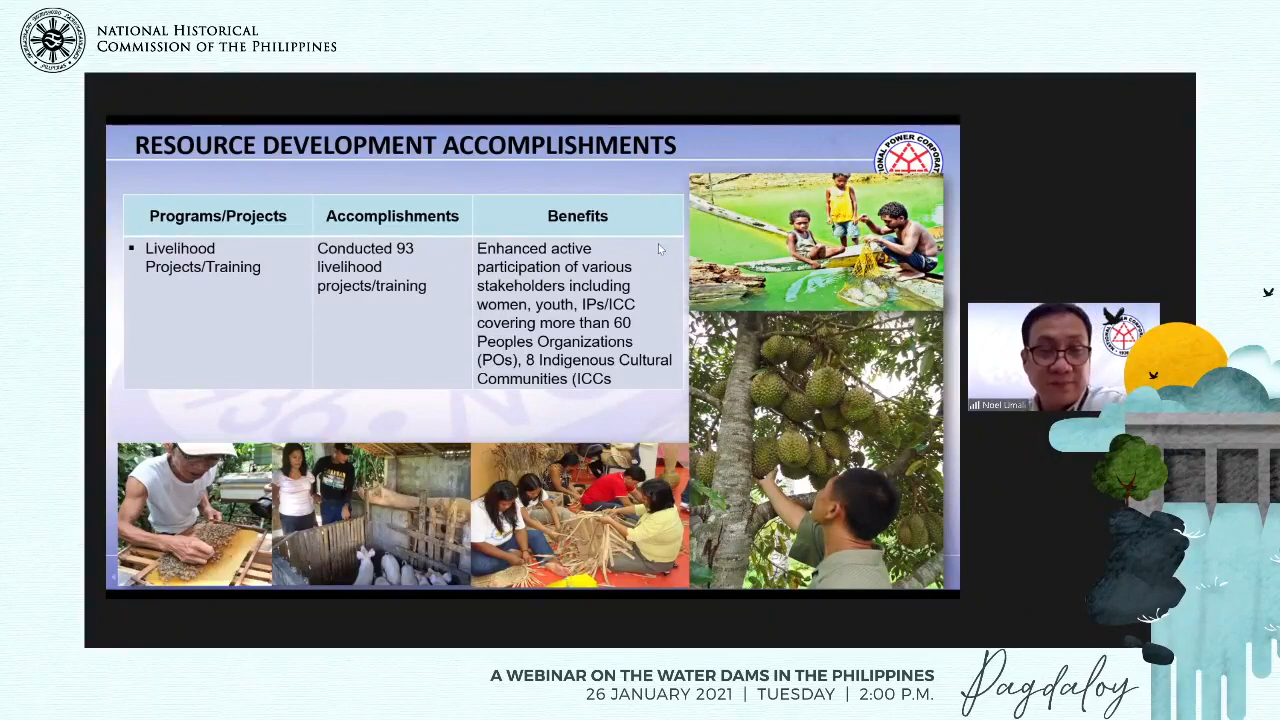 NATIONAL HISTORICAL
COMMISSION OF THE PHILIPPINES
RESOURCE DEVELOPMENT ACCOMPLISHMENTS
Programs/Projects
Accomplishments
Benefits
▪ Livelihood
Projects/Training
Conducted 93
livelihood
projects/training
Enhanced active
participation of various
stakeholders including
women, youth, IPs/ICC
covering more than 60
Peoples Organizations
(POs), 8 Indigenous Cultural
Communities (ICCs
Noel Umali
A WEBINAR ON THE WATER DAMS IN THE PHILIPPINES
26 JANUARY 2021 | TUESDAY | 2:00 P.M.
Pagdaloy